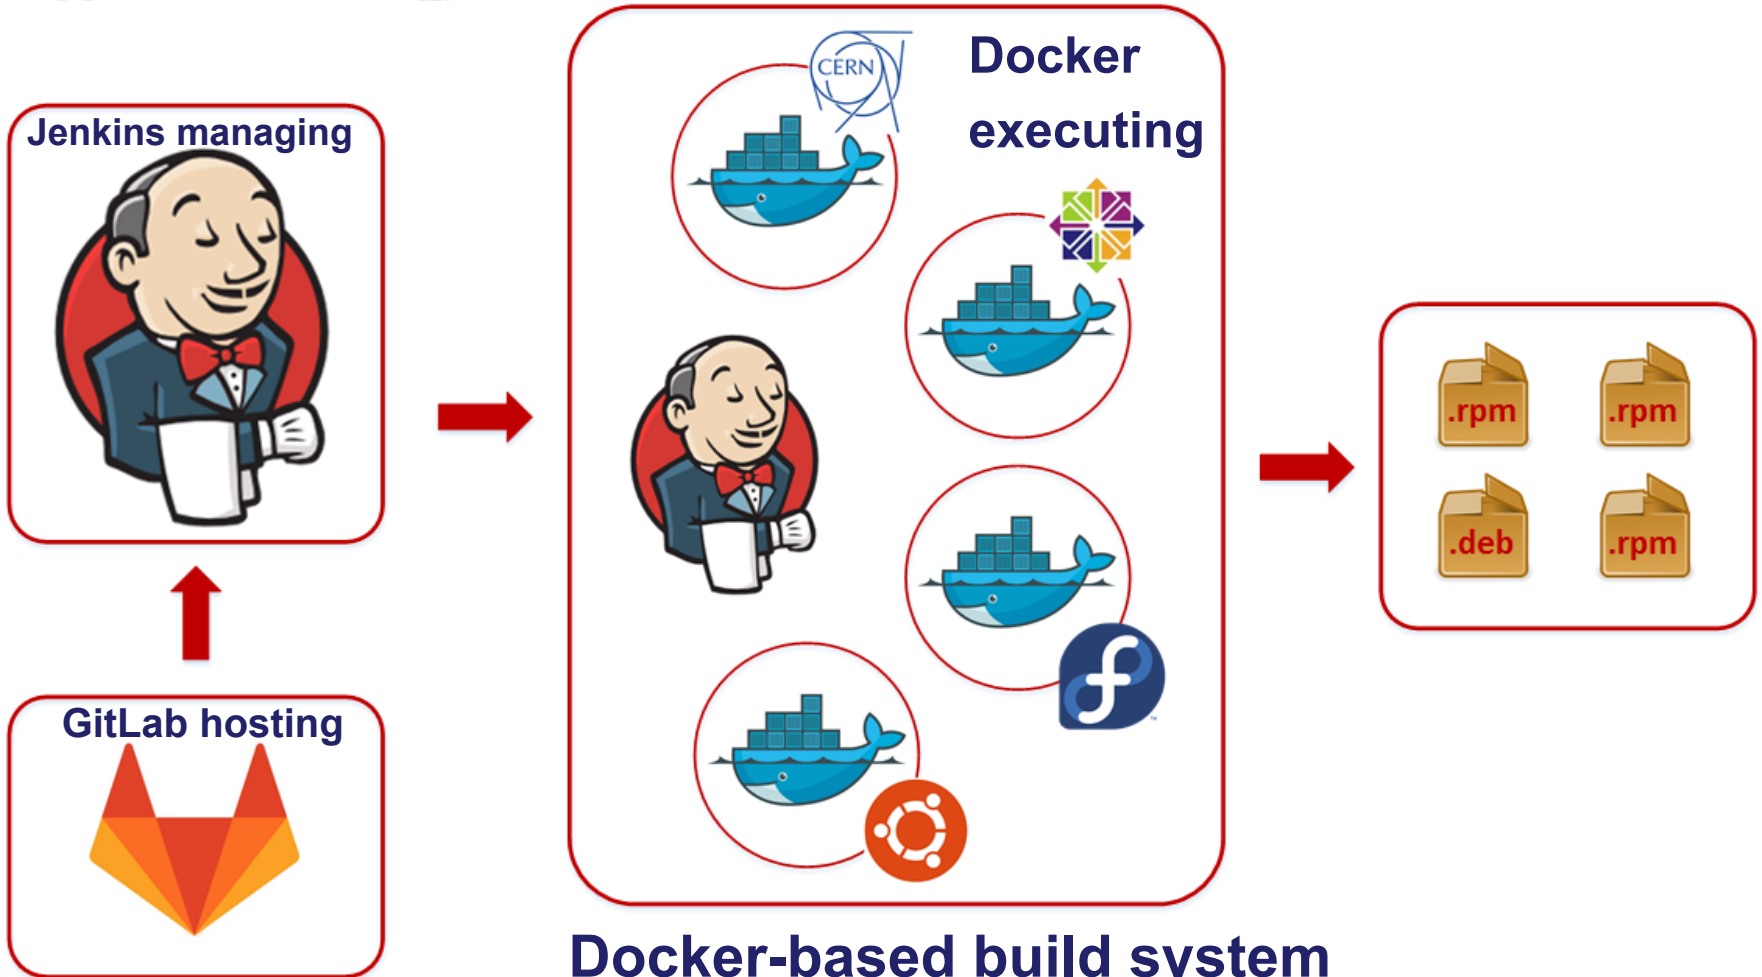 Jenkins managing
GitLab hosting
CERN
Docker
executing
.rpm
.rpm
.deb
.rpm
Docker-based build system